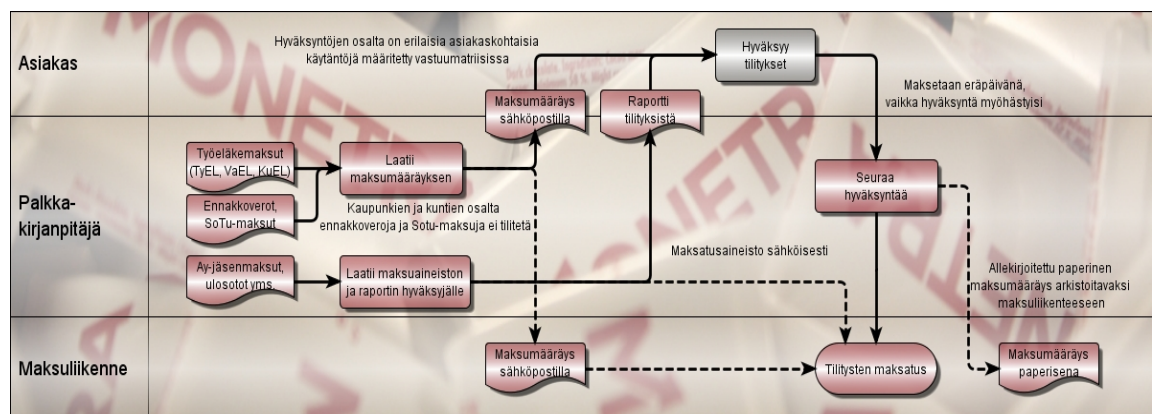 Asiakas
Hyväksyntöjen osalta on erilaisia asiakaskohtaisia
käytäntöjä määritetty vastuumatriisissa
Hyväksyy
tilitykset
Maksumääräys
sähköpostilla
Raportti
tilityksistä
Maksetaan eräpäivänä,
vaikka hyväksyntä myöhästyisi
Palkka-
kirjanpitäjä
Työeläkemaksut
(TyEL, VaEL, KuEL)
Laatii
maksumääräyksen
Seuraa
hyväksyntää
Ennakkoverot,
SoTu-maksut
Kaupunkien ja kuntien osalta
ennakkoveroja ja Sotu-maksuja ei tilitetä
Maksatusaineisto sähköisesti
Ay-jäsenmaksut,
ulosotot yms.
Laatii maksuaineiston
ja raportin hyväksyjälle
Allekirjoitettu paperinen
maksumääräys arkistoitavaksi
maksuliikenteeseen
Maksuliikenne
Maksumääräys
sähköpostilla
Tilitysten maksatus
Maksumääräys
paperisena
MONETRA
MONETRA